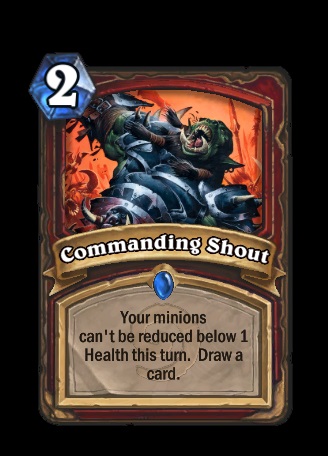 2
Commanding Shout
Your minions
can't be reduced below 1
Health this turn. Draw a
card.